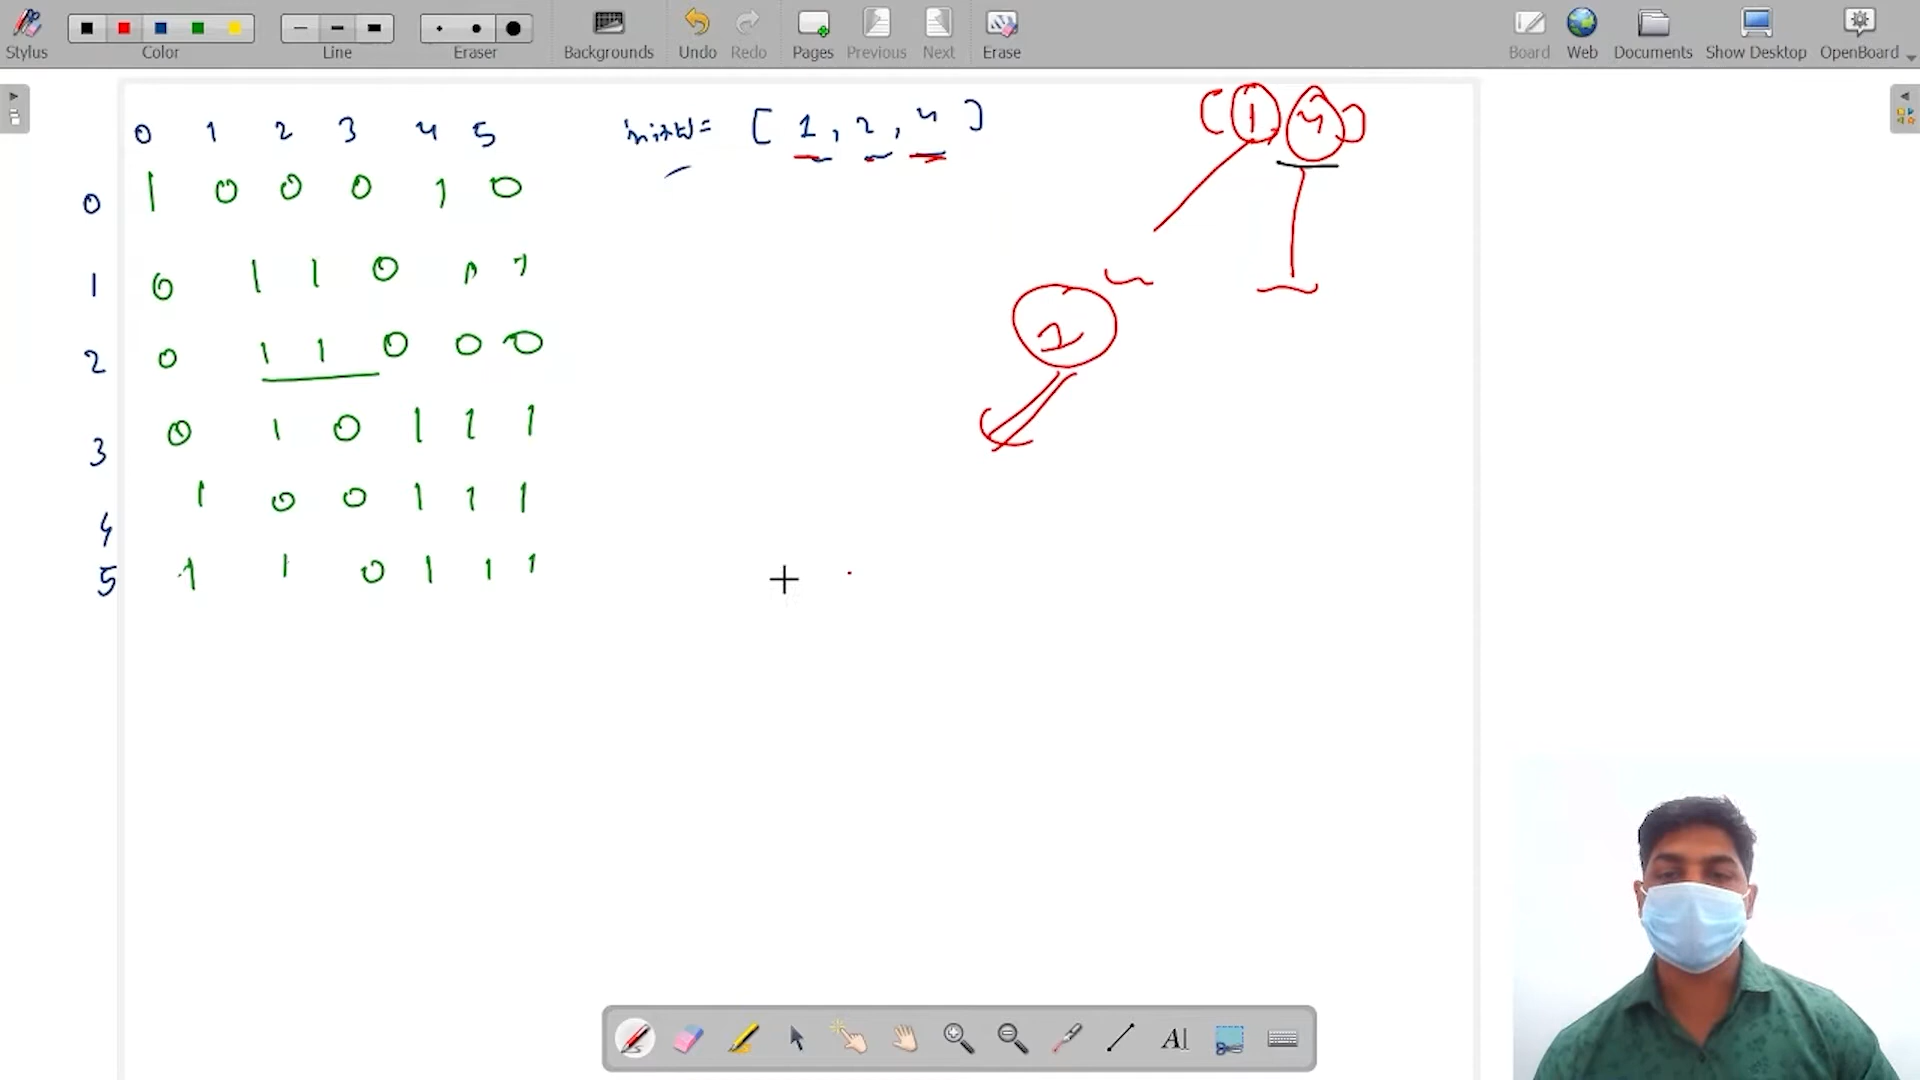 Stylus Color Line Eraser Backgrounds Undo Redo Pages Previous Next Erase Board Web Documents Show Desktop OpenBoard
0 1 2 3 4 5
= [ 1, 2, 4 ]
[ 1, 4 ]
0 1 0 0 0 1 0
1 0 1 1 0 1 1
2 0 1 1 0 0 0
2
3 0 1 0 1 1 1
4 1 0 0 1 1 1
5 1 1 0 1 1 1
A